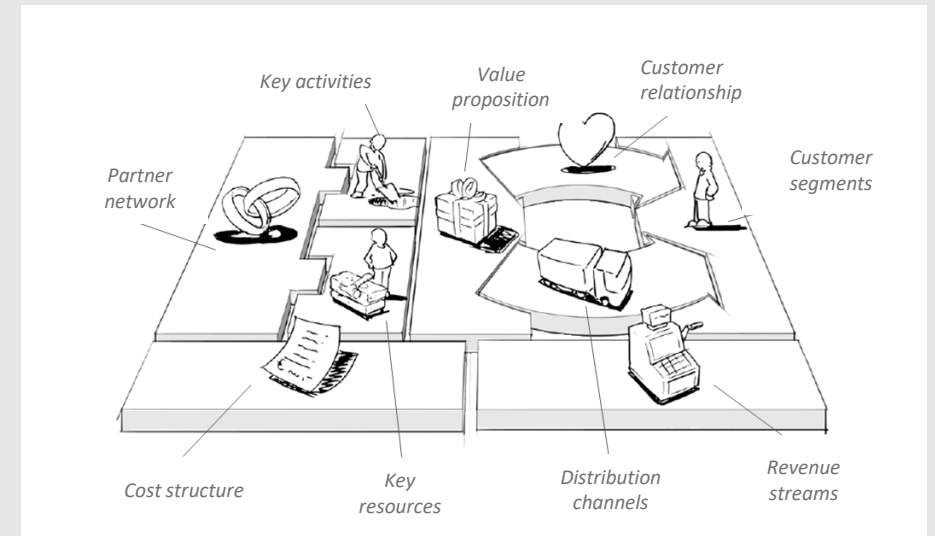 Key activities
Value
proposition
Customer
relationship
Partner
network
Customer
segments
Cost structure
Key
resources
Distribution
channels
Revenue
streams